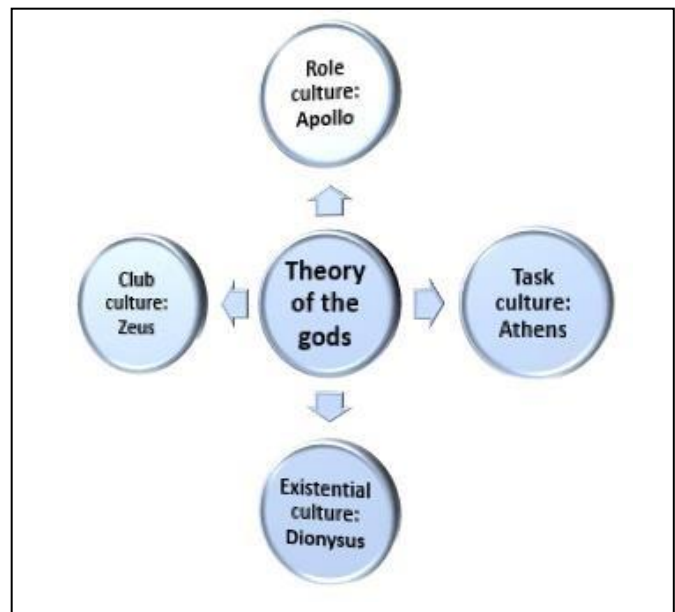 Role
culture:
Apollo
Club
culture:
Zeus
Theory
of the
gods
Task
culture:
Athens
Existential
culture:
Dionysus